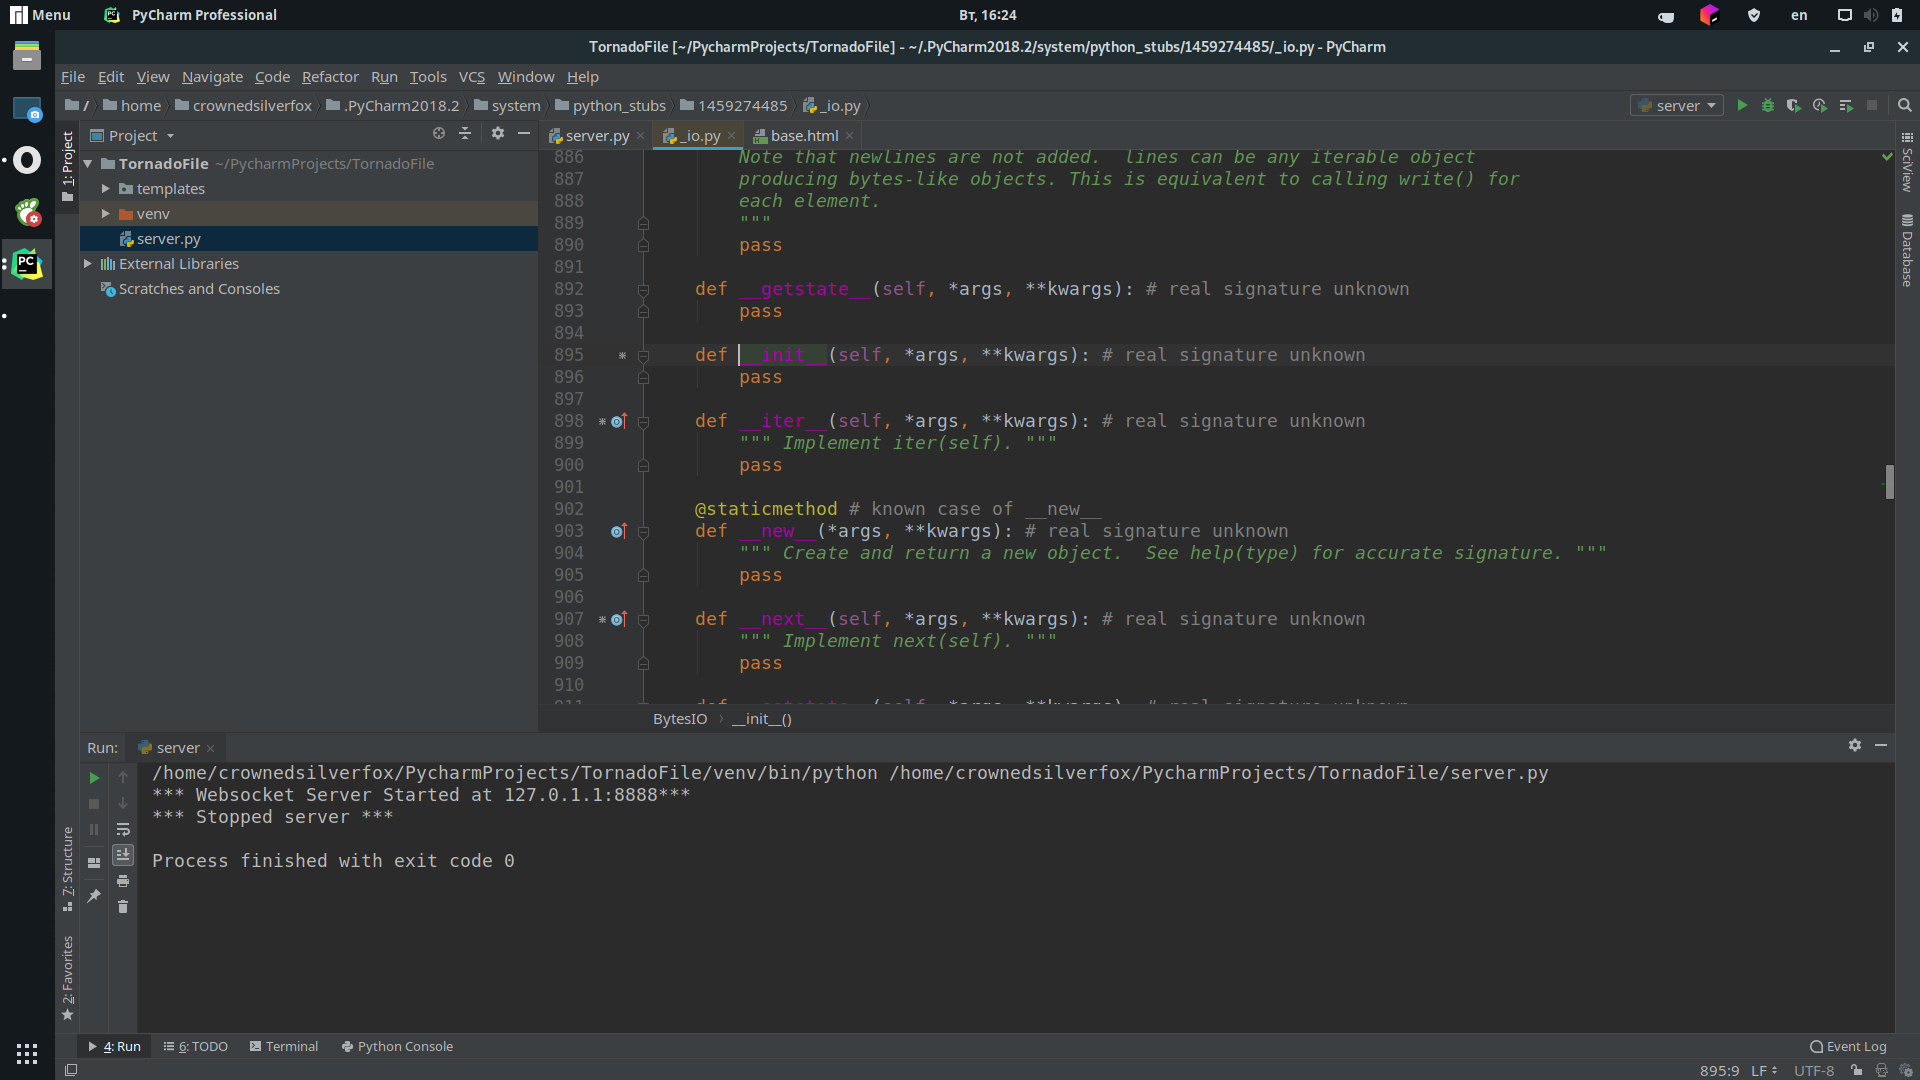 Menu PyCharm Professional Вт, 16:24 en
TornadoFile [~/PycharmProjects/TornadoFile] - ~/.PyCharm2018.2/system/python_stubs/1459274485/_io.py - PyCharm
File Edit View Navigate Code Refactor Run Tools VCS Window Help
/ home crownedsilverfox .PyCharm2018.2 system python_stubs 1459274485 _io.py server
1: Project
Project
TornadoFile ~/PycharmProjects/TornadoFile
templates
venv
server.py
External Libraries
Scratches and Consoles
server.py _io.py base.html
886 Note that newlines are not added.  lines can be any iterable object
887 producing bytes-like objects. This is equivalent to calling write() for
888 each element.
889 """
890 pass
891
892 def __getstate__(self, *args, **kwargs): # real signature unknown
893 pass
894
895 def __init__(self, *args, **kwargs): # real signature unknown
896 pass
897
898 def __iter__(self, *args, **kwargs): # real signature unknown
899 """ Implement iter(self). """
900 pass
901
902 @staticmethod # known case of __new__
903 def __new__(*args, **kwargs): # real signature unknown
904 """ Create and return a new object.  See help(type) for accurate signature. """
905 pass
906
907 def __next__(self, *args, **kwargs): # real signature unknown
908 """ Implement next(self). """
909 pass
910
BytesIO › __init__()
SciView
Database
Run: server
/home/crownedsilverfox/PycharmProjects/TornadoFile/venv/bin/python /home/crownedsilverfox/PycharmProjects/TornadoFile/server.py
*** Websocket Server Started at 127.0.1.1:8888***
*** Stopped server ***
Process finished with exit code 0
7: Structure
2: Favorites
4: Run 6: TODO Terminal Python Console Event Log
895:9 LF UTF-8